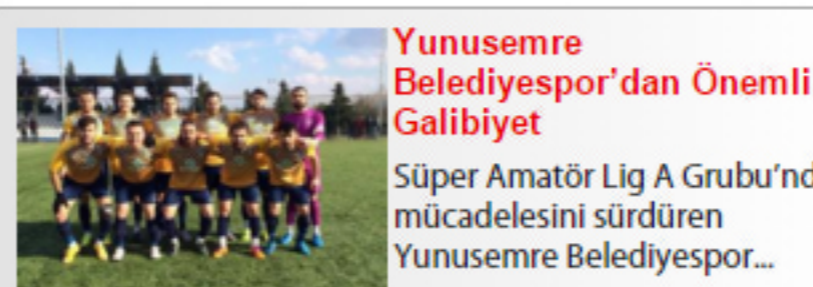 Yunusemre
Belediyespor’dan Önemli
Galibiyet
Süper Amatör Lig A Grubu’nd
mücadelesini sürdüren
Yunusemre Belediyespor...